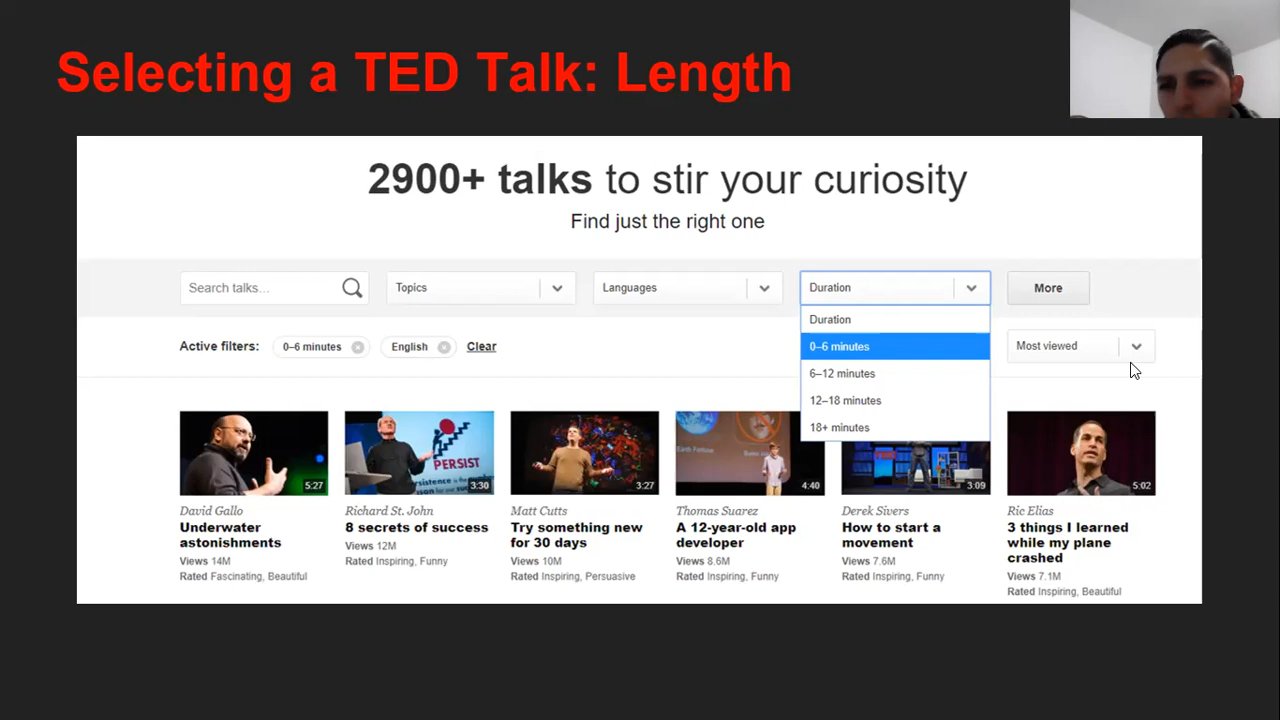 Selecting a TED Talk: Length
2900+ talks to stir your curiosity
Find just the right one
Search talks...
Topics
Languages
Duration
More
Duration
Active filters:
0–6 minutes
English
Clear
0–6 minutes
Most viewed
6–12 minutes
12–18 minutes
18+ minutes
PERSIST
5:27
3:30
3:27
4:40
3:09
5:02
David Gallo
Underwater
astonishments
Views 14M
Rated Fascinating, Beautiful
Richard St. John
8 secrets of success
Views 12M
Rated Inspiring, Funny
Matt Cutts
Try something new
for 30 days
Views 10M
Rated Inspiring, Persuasive
Thomas Suarez
A 12-year-old app
developer
Views 8.6M
Rated Inspiring, Funny
Derek Sivers
How to start a
movement
Views 7.6M
Rated Inspiring, Funny
Ric Elias
3 things I learned
while my plane
crashed
Views 7.1M
Rated Inspiring, Beautiful